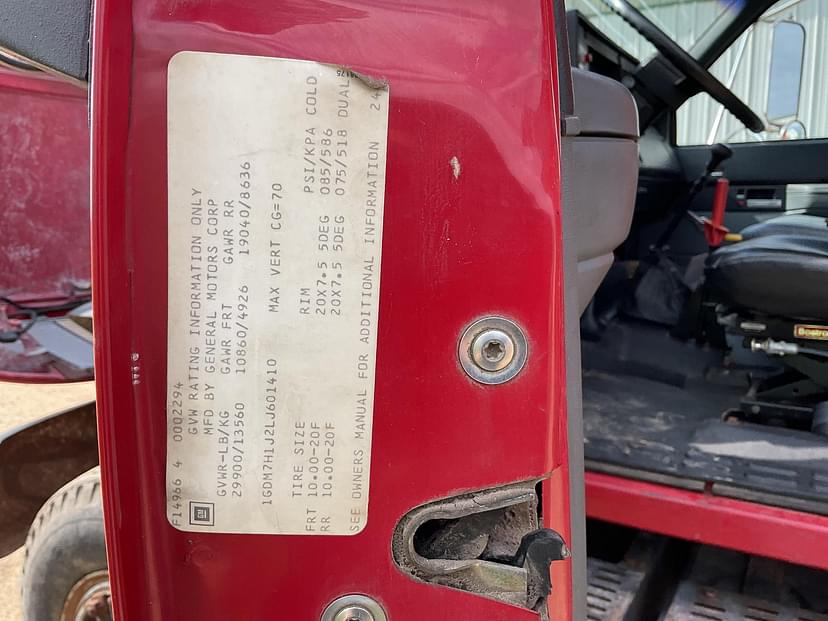 F14966 4 0002294
GVW RATING INFORMATION ONLY
MFD BY GENERAL MOTORS CORP
GVWR-LB/KG GAWR FRT GAWR RR
29900/13560 10860/4926 19040/8636
1GDM7H1J2LJ601410 MAX VERT CG=70
TIRE SIZE RIM PSI/KPA COLD
FRT 10.00-20F 20X7.5 5DEG 085/586
RR 10.00-20F 20X7.5 5DEG 075/518 DUAL
SEE OWNERS MANUAL FOR ADDITIONAL INFORMATION 24
GM
Bostrom